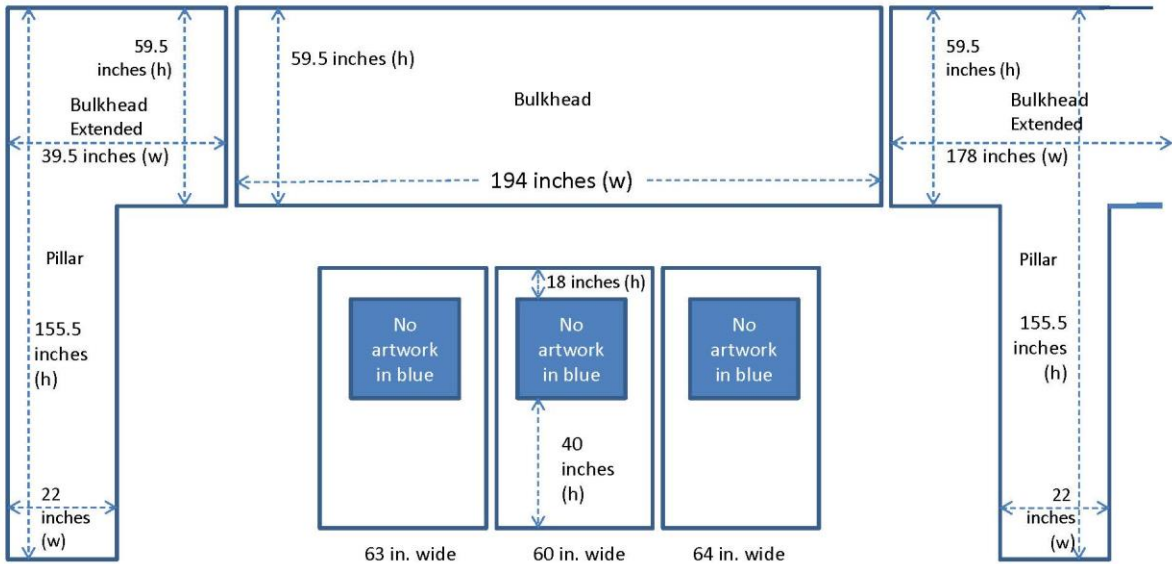 59.5
inches (h)
Bulkhead
Extended
39.5 inches (w)
Pillar
155.5
inches
(h)
22
inches
(w)
59.5 inches (h)
Bulkhead
194 inches (w)
18 inches (h)
No
artwork
in blue
No
artwork
in blue
No
artwork
in blue
40
inches
(h)
63 in. wide
60 in. wide
64 in. wide
59.5
inches (h)
Bulkhead
Extended
178 inches (w)
Pillar
155.5
inches
(h)
22
inches
(w)